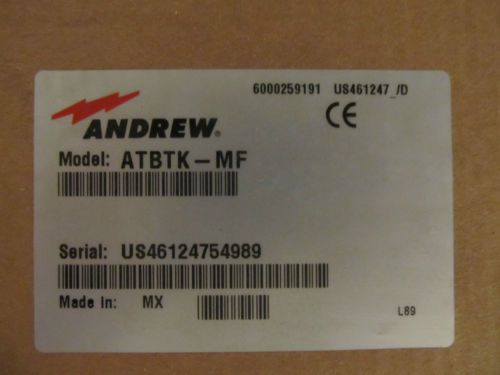 6000259191 US461247_/D
ANDREW®
CE
Model: ATBTK-MF
Serial: US46124754989
Made In: MX
L89